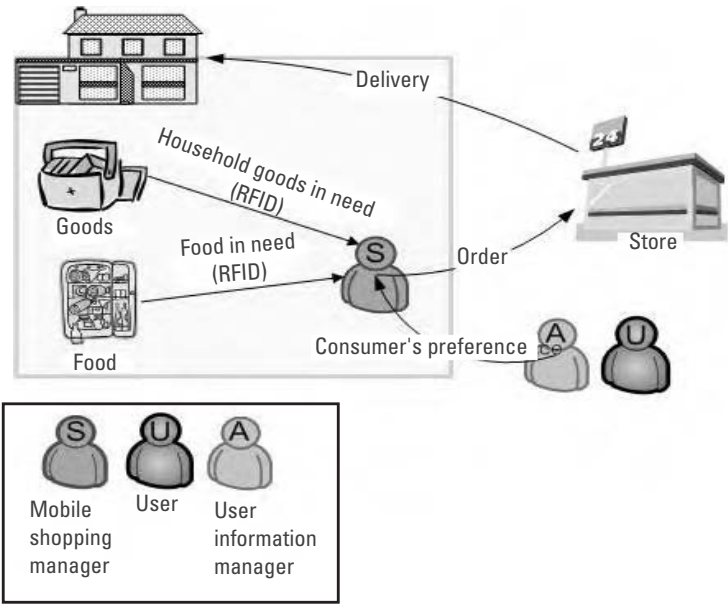 Delivery
24
Household goods in need
(RFID)
Goods
Food in need
(RFID)
S
Order
Store
Consumer's preference
ce
A
U
Food
S
U
A
Mobile
shopping
manager
User
User
information
manager